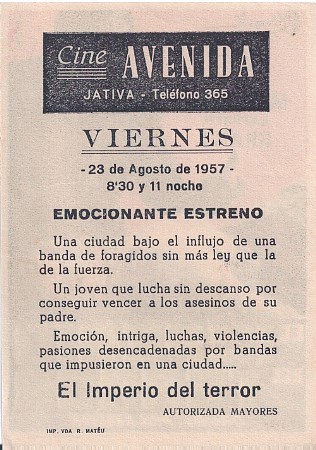 Cine AVENIDA
JATIVA - Teléfono 365
VIERNES
- 23 de Agosto de 1957 -
8'30 y 11 noche
EMOCIONANTE ESTRENO
Una ciudad bajo el influjo de una
banda de foragidos sin más ley que la
de la fuerza.
Un joven que lucha sin descanso por
conseguir vencer a los asesinos de su
padre.
Emoción, intriga, luchas, violencias,
pasiones desencadenadas por bandas
que impusieron en una ciudad.....
El Imperio del terror
AUTORIZADA MAYORES
IMP. VDA R. MATÉU